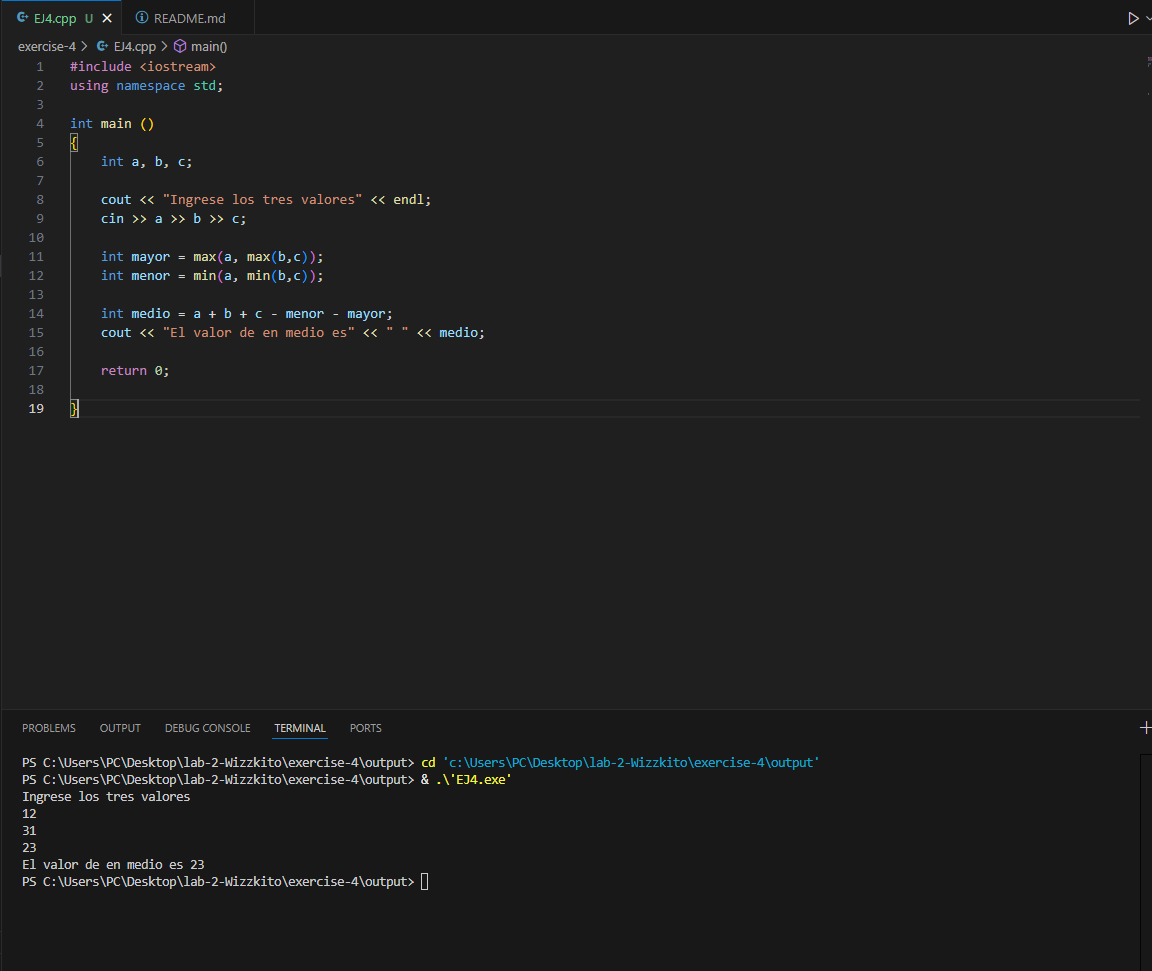 EJ4.cpp U README.md
exercise-4 > EJ4.cpp > main()
1 #include <iostream>
2 using namespace std;
3
4 int main ()
5 {
6 int a, b, c;
7
8 cout << "Ingrese los tres valores" << endl;
9 cin >> a >> b >> c;
10
11 int mayor = max(a, max(b,c));
12 int menor = min(a, min(b,c));
13
14 int medio = a + b + c - menor - mayor;
15 cout << "El valor de en medio es" << " " << medio;
16
17 return 0;
18
19 }
PROBLEMS OUTPUT DEBUG CONSOLE TERMINAL PORTS
PS C:\Users\PC\Desktop\lab-2-Wizzkito\exercise-4\output> cd 'c:\Users\PC\Desktop\lab-2-Wizzkito\exercise-4\output'
PS C:\Users\PC\Desktop\lab-2-Wizzkito\exercise-4\output> & .\'EJ4.exe'
Ingrese los tres valores
12
31
23
El valor de en medio es 23
PS C:\Users\PC\Desktop\lab-2-Wizzkito\exercise-4\output>